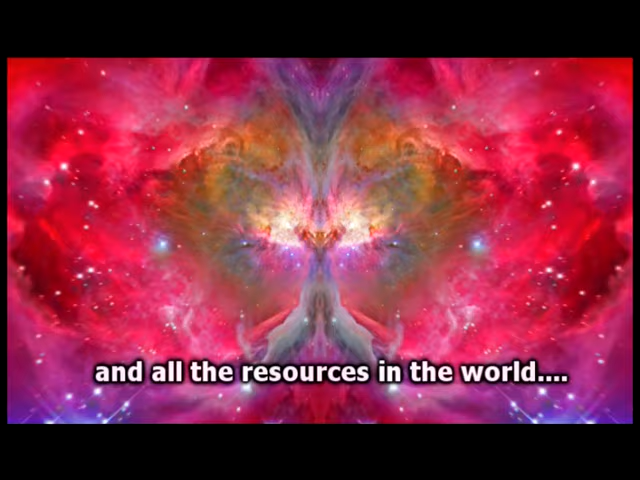 and all the resources in the world....